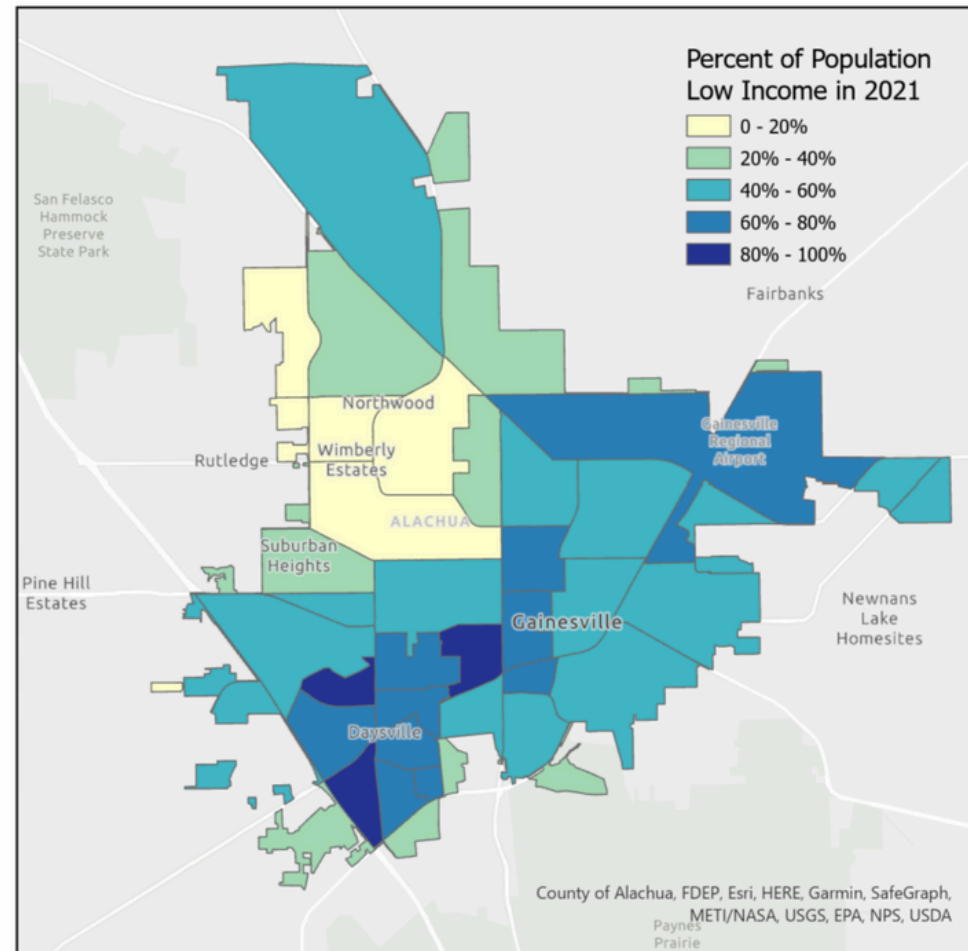 Percent of Population
Low Income in 2021
0 - 20%
20% - 40%
40% - 60%
60% - 80%
80% - 100%
San Felasco
Hammock
Preserve
State Park
Fairbanks
Northwood
Gainesville
Regional
Airport
Rutledge
Wimberly
Estates
ALACHUA
Suburban
Heights
Pine Hill
Estates
Gainesville
Newnans
Lake
Homesites
Daysville
County of Alachua, FDEP, Esri, HERE, Garmin, SafeGraph,
METI/NASA, USGS, EPA, NPS, USDA
Paynes
Prairie